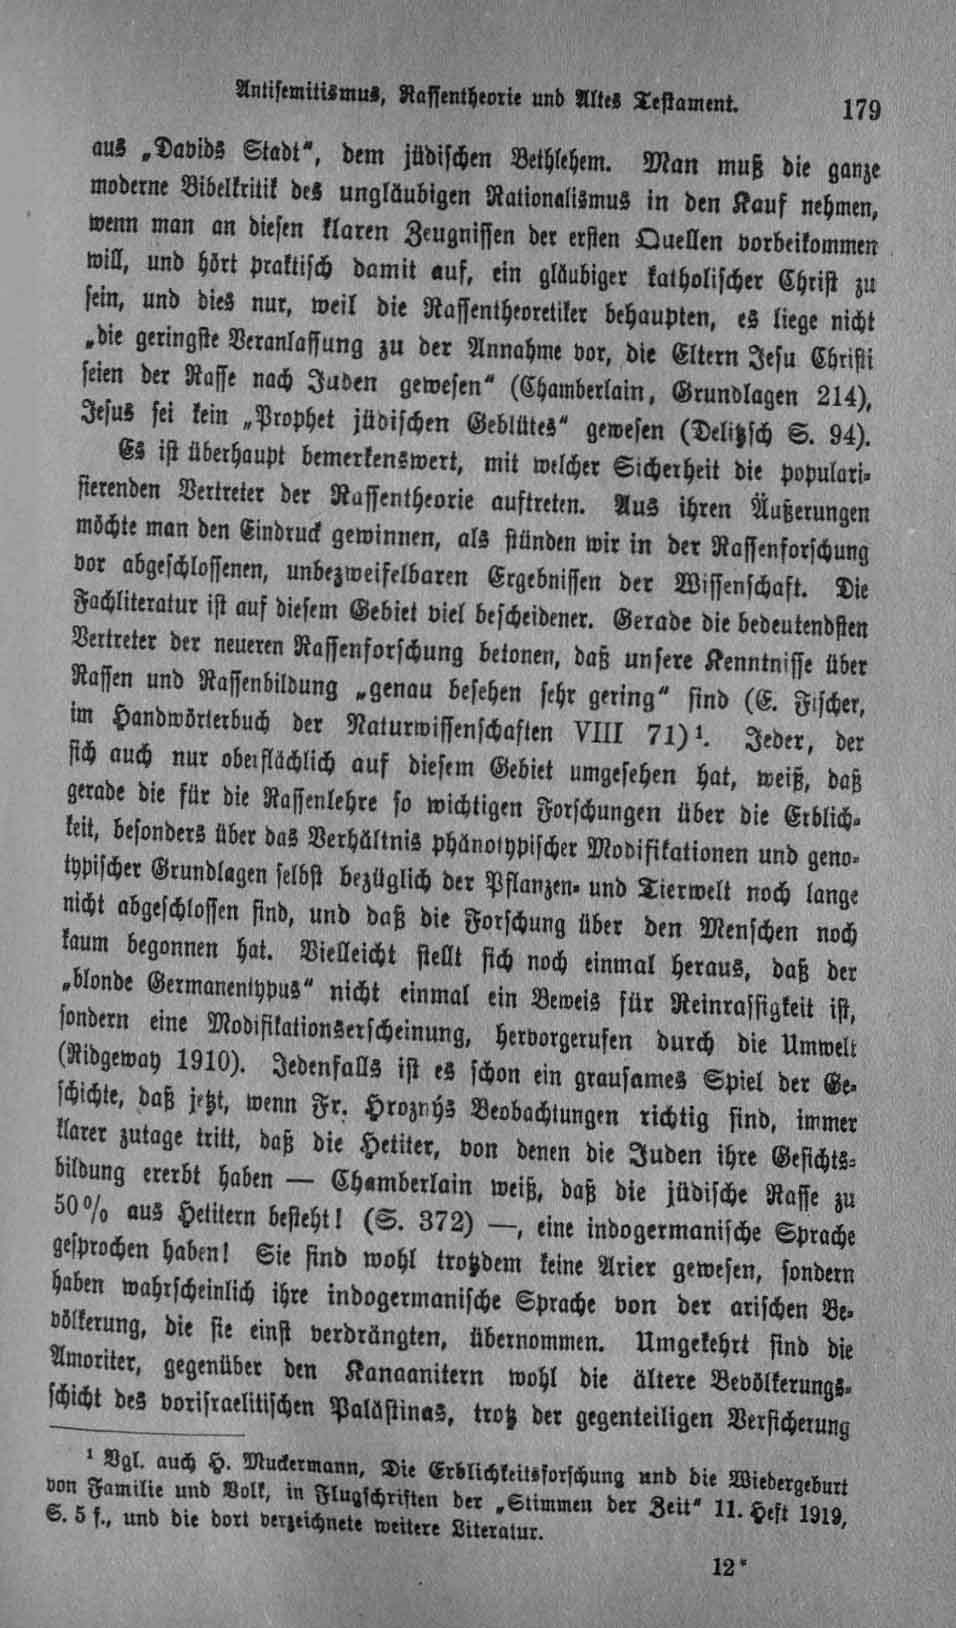 Antisemitismus, Rassentheorie und Altes Testament. 179
aus „Davids Stadt“, dem jüdischen Bethlehem. Man muß die ganze
moderne Bibelkritik des ungläubigen Rationalismus in den Kauf nehmen,
wenn man an diesen klaren Zeugnissen der ersten Quellen vorbeikommen
will, und hört praktisch damit auf, ein gläubiger katholischer Christ zu
sein, und dies nur, weil die Rassentheoretiker behaupten, es liege nicht
„die geringste Veranlassung zu der Annahme vor, die Eltern Jesu Christi
seien der Rasse nach Juden gewesen“ (Chamberlain, Grundlagen 214),
Jesus sei kein „Prophet jüdischen Geblütes“ gewesen (Delitzsch S. 94).
Es ist überhaupt bemerkenswert, mit welcher Sicherheit die populari-
sierenden Vertreter der Rassentheorie auftreten. Aus ihren Äußerungen
möchte man den Eindruck gewinnen, als stünden wir in der Rassenforschung
vor abgeschlossenen, unbezweifelbaren Ergebnissen der Wissenschaft. Die
Fachliteratur ist auf diesem Gebiet viel bescheidener. Gerade die bedeutendsten
Vertreter der neueren Rassenforschung betonen, daß unsere Kenntnisse über
Rassen und Rassenbildung „genau besehen sehr gering“ sind (E. Fischer,
im Handwörterbuch der Naturwissenschaften VIII 71)¹. Jeder, der
sich auch nur oberflächlich auf diesem Gebiet umgesehen hat, weiß, daß
gerade die für die Rassenlehre so wichtigen Forschungen über die Erblich-
keit, besonders über das Verhältnis phänotypischer Modifikationen und geno-
typischer Grundlagen selbst bezüglich der Pflanzen- und Tierwelt noch lange
nicht abgeschlossen sind, und daß die Forschung über den Menschen noch
kaum begonnen hat. Vielleicht stellt sich noch einmal heraus, daß der
„blonde Germanentypus“ nicht einmal ein Beweis für Reinrassigkeit ist,
sondern eine Modifikationserscheinung, hervorgerufen durch die Umwelt
(Ridgeway 1910). Jedenfalls ist es schon ein grausames Spiel der Ge-
schichte, daß jetzt, wenn Fr. Hroznýs Beobachtungen richtig sind, immer
klarer zutage tritt, daß die Hetiter, von denen die Juden ihre Gesichts-
bildung ererbt haben — Chamberlain weiß, daß die jüdische Rasse zu
50% aus Hetitern besteht! (S. 372) —, eine indogermanische Sprache
gesprochen haben! Sie sind wohl trotzdem keine Arier gewesen, sondern
haben wahrscheinlich ihre indogermanische Sprache von der arischen Be-
völkerung, die sie einst verdrängten, übernommen. Umgekehrt sind die
Amoriter, gegenüber den Kanaanitern wohl die ältere Bevölkerungs-
schicht des vorisraelitischen Palästinas, trotz der gegenteiligen Versicherung
¹ Vgl. auch H. Muckermann, Die Erblichkeitsforschung und die Wiedergeburt
von Familie und Volk, in Flugschriften der „Stimmen der Zeit“ 11. Heft 1919,
S. 5 f., und die dort verzeichnete weitere Literatur.
12*